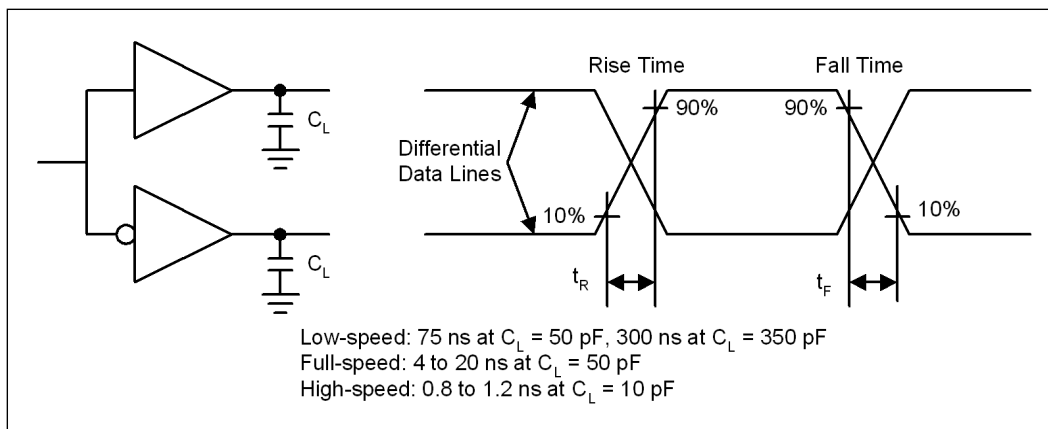 Rise Time
Fall Time
90%
90%
C_L
Differential
Data Lines
10%
10%
C_L
t_R
t_F
Low-speed: 75 ns at C_L = 50 pF, 300 ns at C_L = 350 pF
Full-speed: 4 to 20 ns at C_L = 50 pF
High-speed: 0.8 to 1.2 ns at C_L = 10 pF